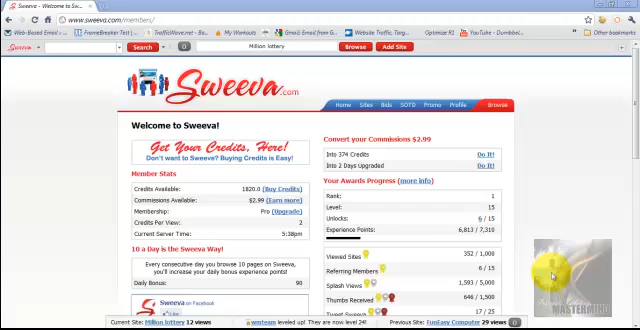 Sweeva
www.sweeva.com/members/
Web-Based Email
FrameBreaker Test
TrafficWave.net - Bra...
My Workouts
Gmail: Email from G...
Website Traffic, Targ...
Optimize R1
YouTube - Dumbbel...
Other bookmarks
Sweeva
Search
0
Million lottery
Browse
Add Site
Sweeva.com
Home Sites Bids SOTD Promo Profile Browse
Welcome to Sweeva!
Get Your Credits, Here!
Don't want to Sweeve? Buying Credits is Easy!
Member Stats
Credits Available: 1820.0 (Buy Credits)
Commissions Available: $2.99 (Earn more)
Membership: Pro (Upgrade)
Credits Per View: 2
Current Server Time: 5:38pm
10 a Day is the Sweeva Way!
Every consecutive day you browse 10 pages on Sweeva,
you'll increase your daily bonus experience points!
Daily Bonus: 90
Sweeva on Facebook
Like
Convert your Commissions $2.99
Into 374 Credits Do It!
Into 2 Days Upgraded Do It!
Your Awards Progress (more info)
Rank: 1
Level: 15
Unlocks: 6 / 15
Experience Points: 6,813 / 7,310
Viewed Sites 352 / 1,000
Referring Members 6 / 15
Splash Views 1,593 / 5,000
Thumbs Received 646 / 1,500
MASTERMIND
Current Site: Million lottery 12 views
wmteam leveled up! They are now level 24!
Previous Site: FunEasy Computer 29 views
0